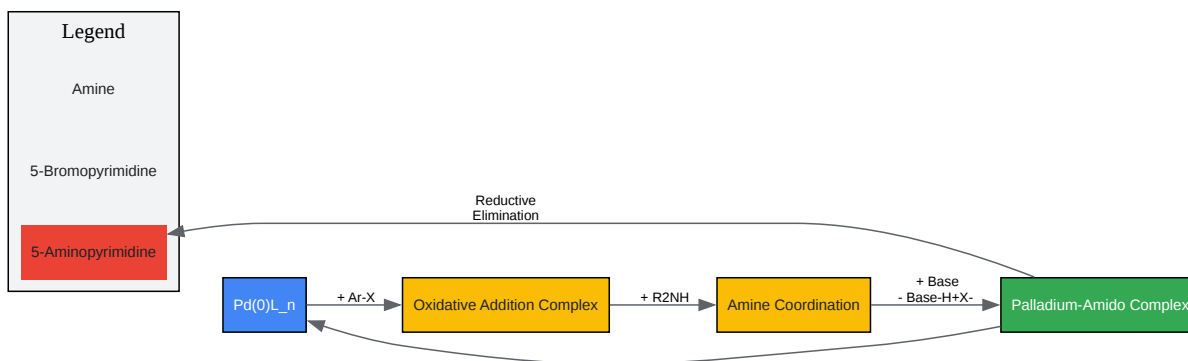 Legend
Amine
5-Bromopyrimidine
5-Aminopyrimidine
Reductive
Elimination
Pd(0)L_n
+ Ar-X
Oxidative Addition Complex
+ R2NH
Amine Coordination
+ Base
- Base-H+X-
Palladium-Amido Complex